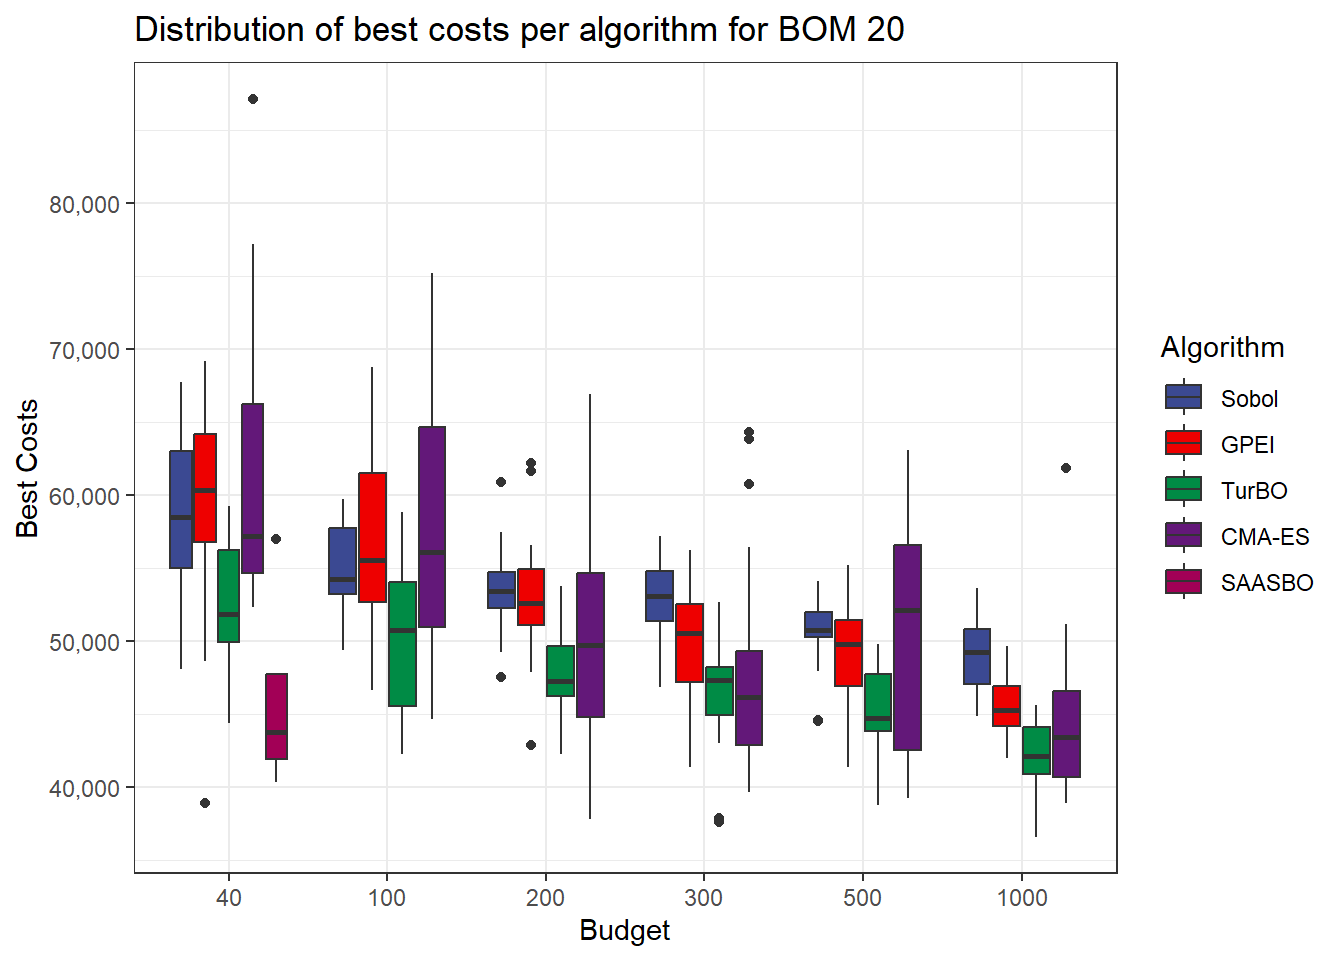 Distribution of best costs per algorithm for BOM 20
Best Costs
80,000
70,000
60,000
50,000
40,000
40 100 200 300 500 1000
Budget
Algorithm
Sobol
GPEI
TurBO
CMA-ES
SAASBO